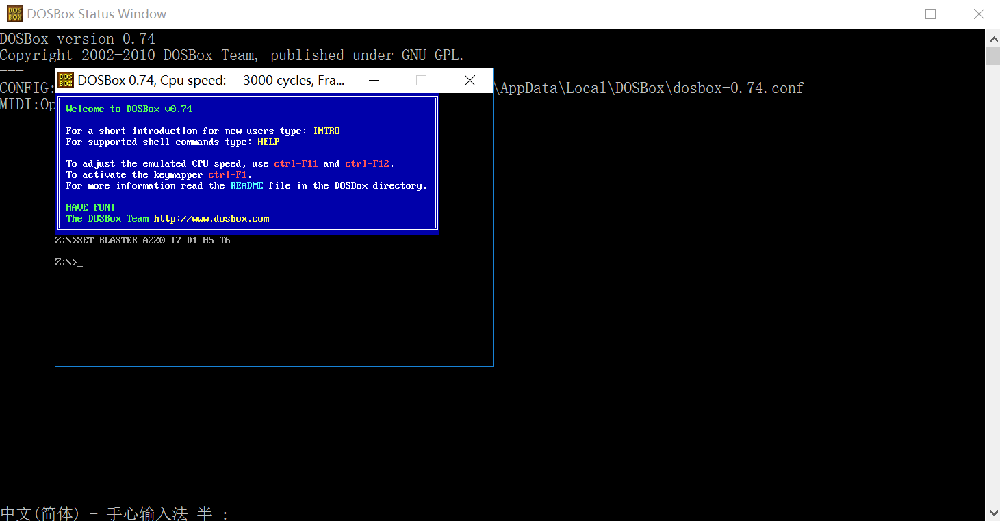 DOSBox Status Window
DOSBox version 0.74
Copyright 2002-2010 DOSBox Team, published under GNU GPL.
---
CONFIG:
\AppData\Local\DOSBox\dosbox-0.74.conf
MIDI:Op
DOSBox 0.74, Cpu speed: 3000 cycles, Fra...
Welcome to DOSBox v0.74
For a short introduction for new users type: INTRO
For supported shell commands type: HELP
To adjust the emulated CPU speed, use ctrl-F11 and ctrl-F12.
To activate the keymapper ctrl-F1.
For more information read the README file in the DOSBox directory.
HAVE FUN!
The DOSBox Team http://www.dosbox.com
Z:\>SET BLASTER=A220 I7 D1 H5 T6
Z:\>_
中文(简体) - 手心输入法 半 :